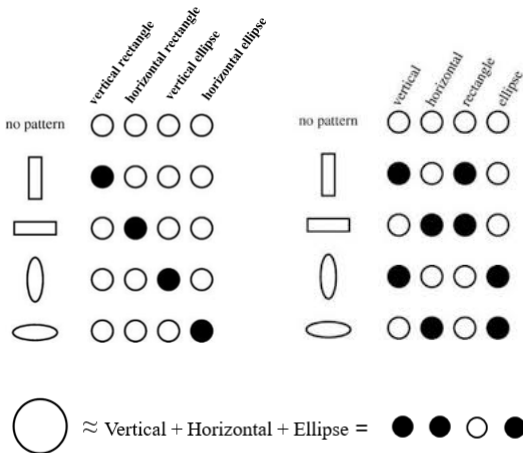 vertical rectangle
horizontal rectangle
vertical ellipse
horizontal ellipse
no pattern
vertical
horizontal
rectangle
ellipse
no pattern
≈ Vertical + Horizontal + Ellipse =